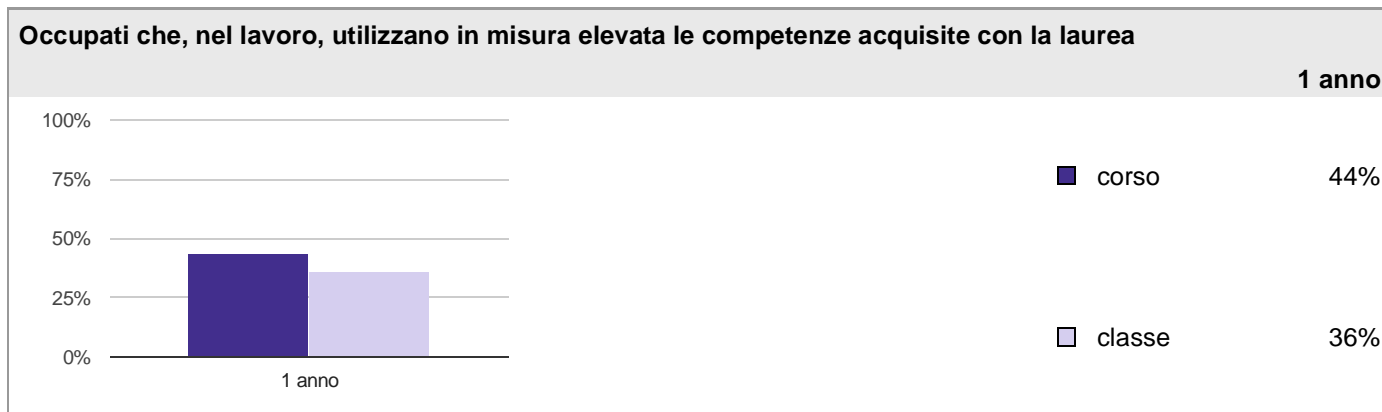 Occupati che, nel lavoro, utilizzano in misura elevata le competenze acquisite con la laurea
1 anno
100%
75%
50%
25%
0%
1 anno
corso 44%
classe 36%